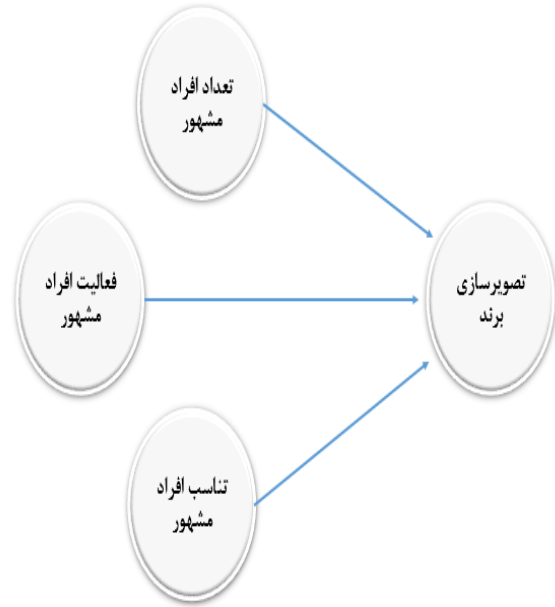 تعداد افراد
مشهور
فعالیت افراد
مشهور
تصویرسازی
برند
تناسب افراد
مشهور